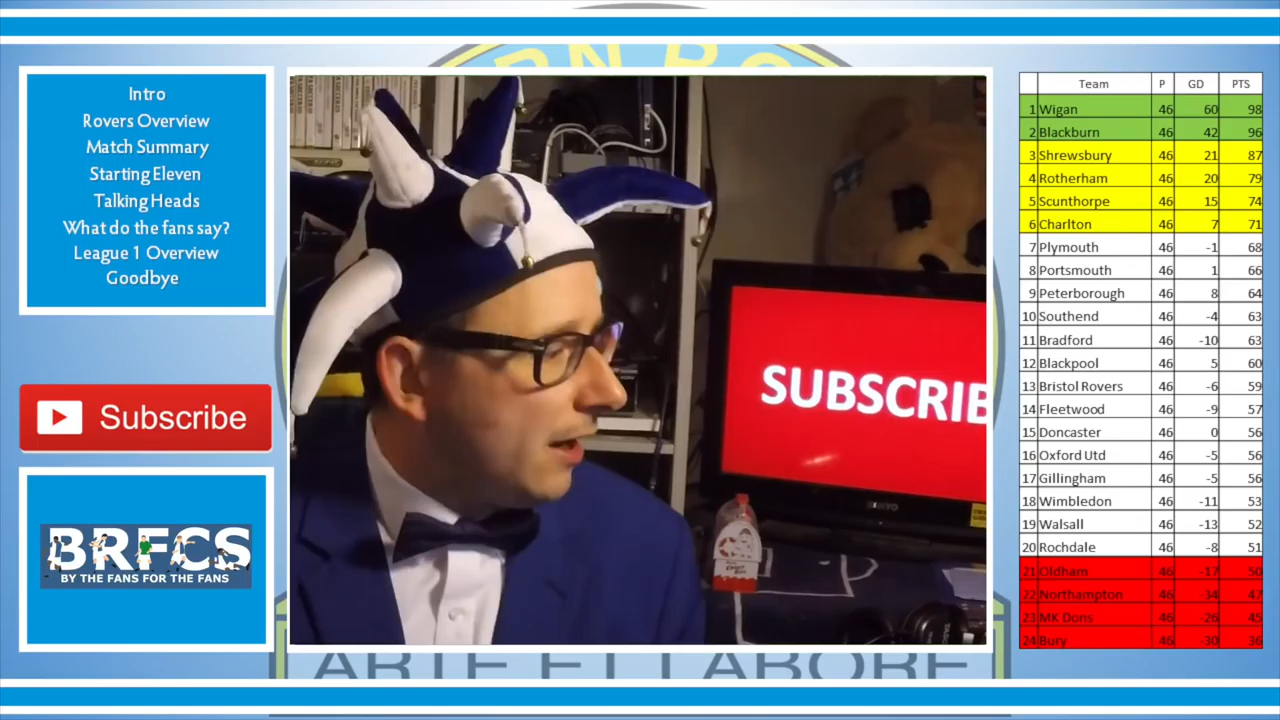 RN RO
Intro
Rovers Overview
Match Summary
Starting Eleven
Talking Heads
What do the fans say?
League 1 Overview
Goodbye
Subscribe
BRFCS
BY THE FANS FOR THE FANS
SUBSCRIB
SANYO
ARTE ET LABORE
Team P GD PTS
1 Wigan 46 60 98
2 Blackburn 46 42 96
3 Shrewsbury 46 21 87
4 Rotherham 46 20 79
5 Scunthorpe 46 15 74
6 Charlton 46 7 71
7 Plymouth 46 -1 68
8 Portsmouth 46 1 66
9 Peterborough 46 8 64
10 Southend 46 -4 63
11 Bradford 46 -10 63
12 Blackpool 46 5 60
13 Bristol Rovers 46 -6 59
14 Fleetwood 46 -9 57
15 Doncaster 46 0 56
16 Oxford Utd 46 -5 56
17 Gillingham 46 -5 56
18 Wimbledon 46 -11 53
19 Walsall 46 -13 52
20 Rochdale 46 -8 51
21 Oldham 46 -17 50
22 Northampton 46 -34 47
23 MK Dons 46 -26 45
24 Bury 46 -30 36